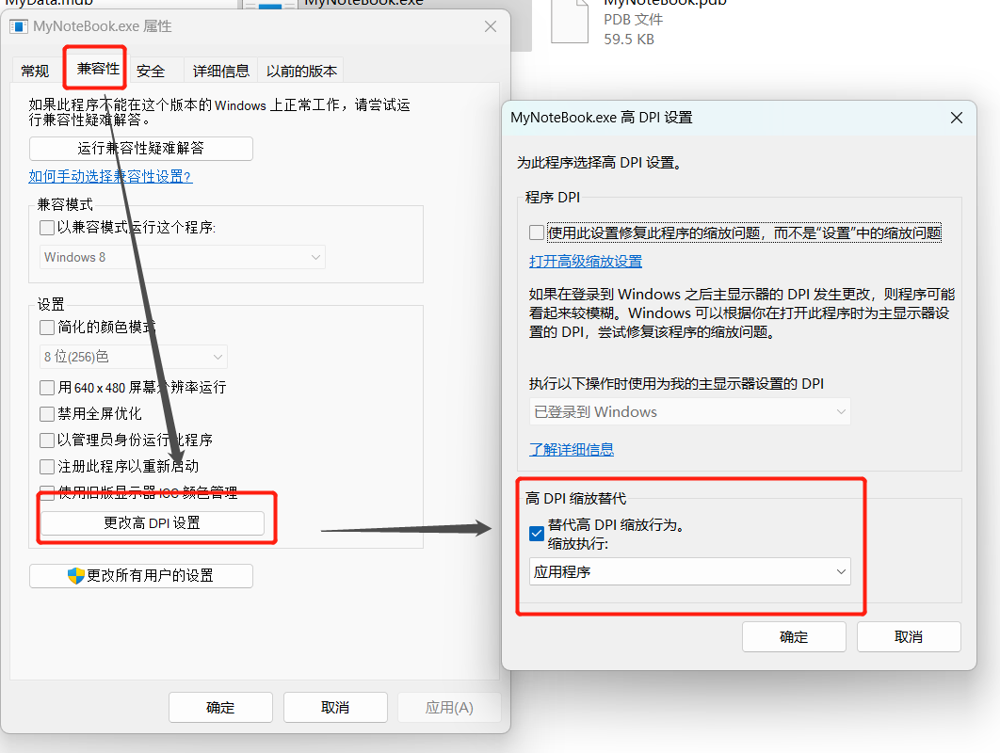 MyData.mdb
MyNoteBook.exe
MyNoteBook.pdb
PDB 文件
59.5 KB
MyNoteBook.exe 属性
常规
兼容性
安全
详细信息
以前的版本
如果此程序不能在这个版本的 Windows 上正常工作，请尝试运
行兼容性疑难解答。
运行兼容性疑难解答
如何手动选择兼容性设置?
兼容模式
以兼容模式运行这个程序:
Windows 8
设置
简化的颜色模式
8 位(256)色
用 640 x 480 屏幕分辨率运行
禁用全屏优化
以管理员身份运行此程序
注册此程序以重新启动
使用旧版显示器 ICC 颜色管理
更改高 DPI 设置
更改所有用户的设置
确定
取消
应用(A)
MyNoteBook.exe 高 DPI 设置
为此程序选择高 DPI 设置。
程序 DPI
使用此设置修复此程序的缩放问题，而不是“设置”中的缩放问题
打开高级缩放设置
如果在登录到 Windows 之后主显示器的 DPI 发生更改，则程序可能
看起来较模糊。Windows 可以根据你在打开此程序时为主显示器设
置的 DPI，尝试修复该程序的缩放问题。
执行以下操作时使用为我的主显示器设置的 DPI
已登录到 Windows
了解详细信息
高 DPI 缩放替代
替代高 DPI 缩放行为。
缩放执行:
应用程序
确定
取消